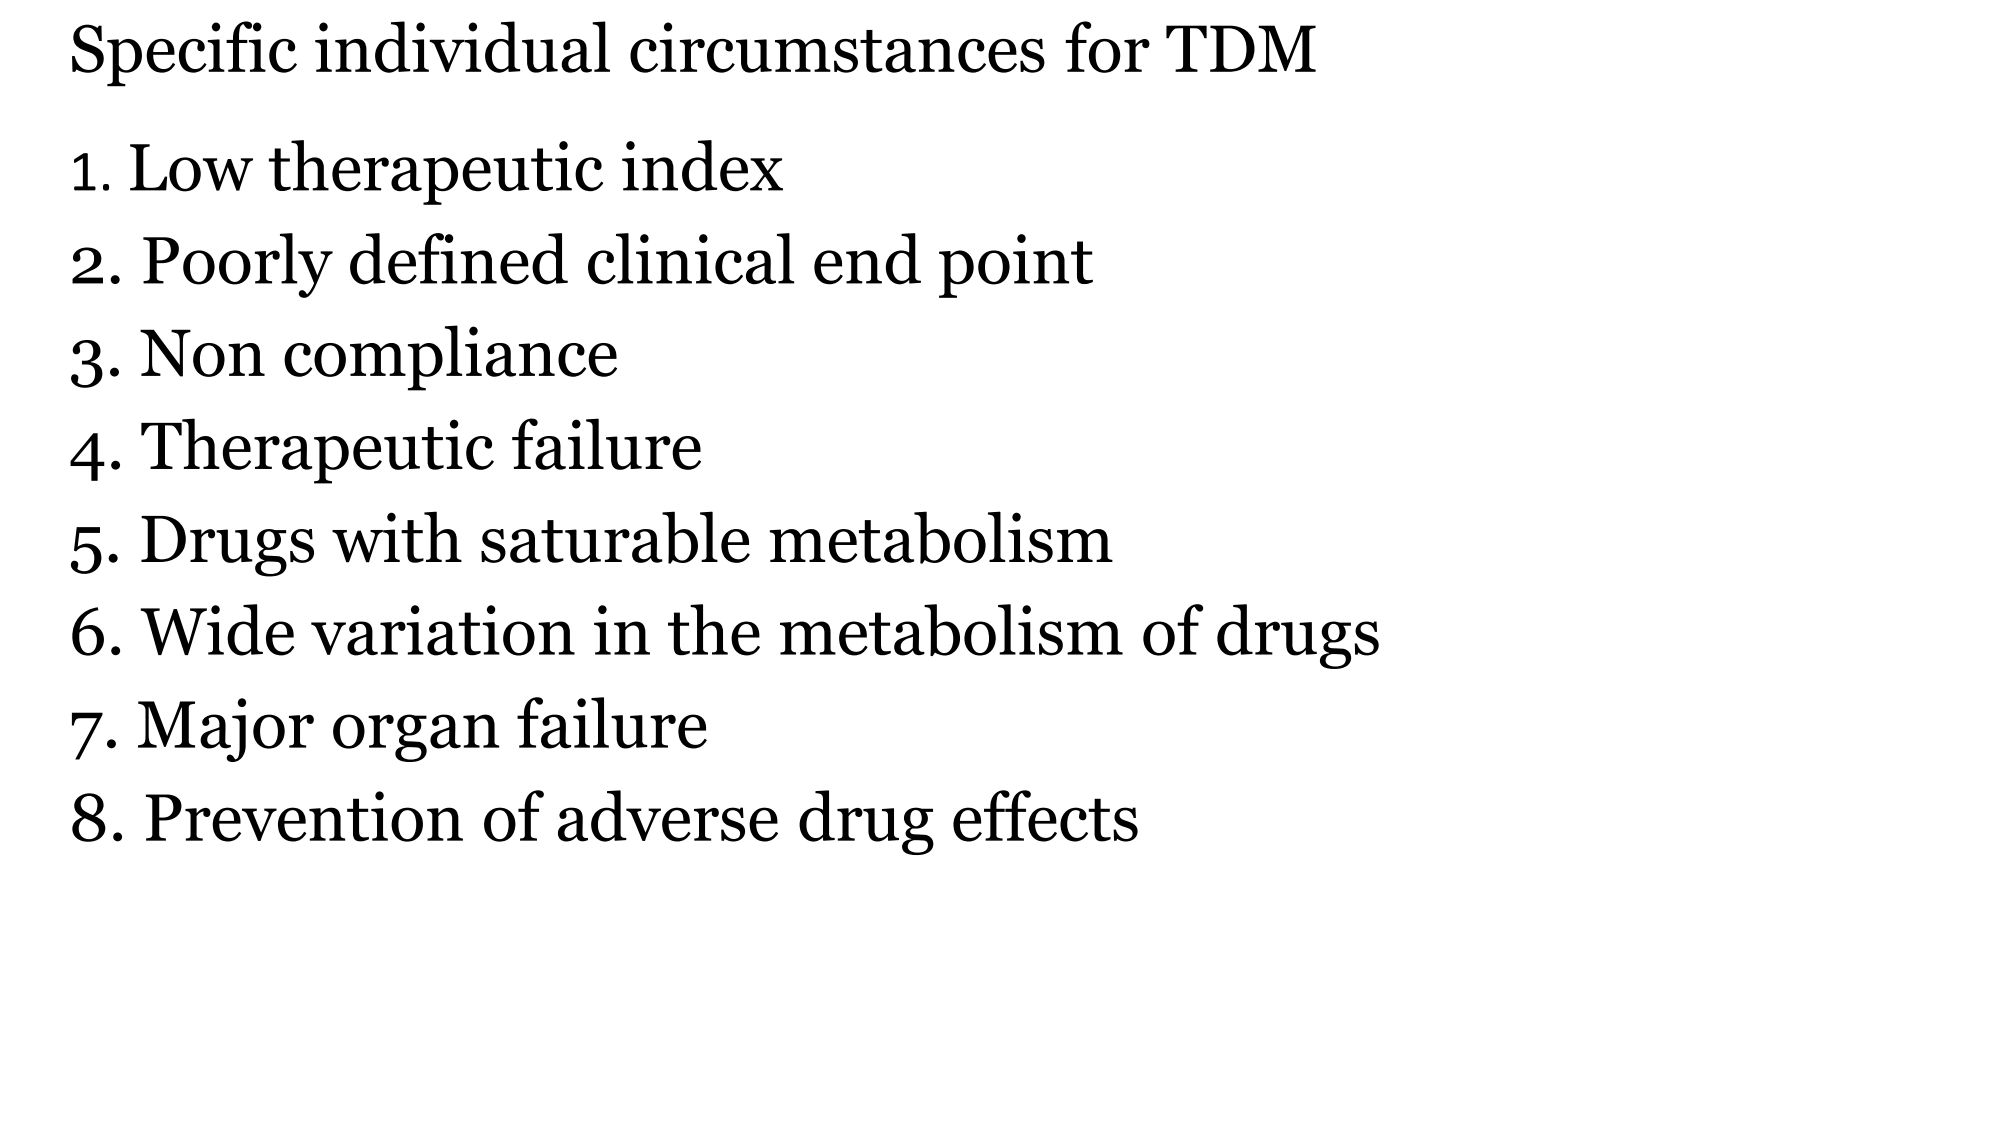 Specific individual circumstances for TDM
1. Low therapeutic index
2. Poorly defined clinical end point
3. Non compliance
4. Therapeutic failure
5. Drugs with saturable metabolism
6. Wide variation in the metabolism of drugs
7. Major organ failure
8. Prevention of adverse drug effects